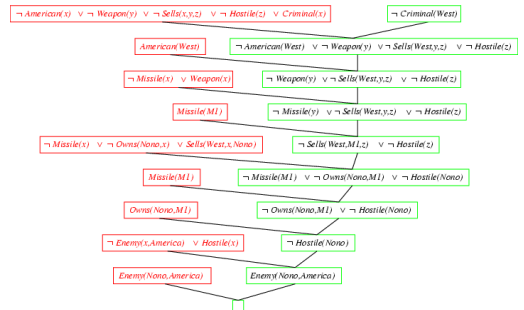 ¬ American(x) ∨ ¬ Weapon(y) ∨ ¬ Sells(x,y,z) ∨ ¬ Hostile(z) ∨ Criminal(x) ¬ Criminal(West)
American(West) ¬ American(West) ∨ ¬ Weapon(y) ∨ ¬ Sells(West,y,z) ∨ ¬ Hostile(z)
¬ Missile(x) ∨ Weapon(x) ¬ Weapon(y) ∨ ¬ Sells(West,y,z) ∨ ¬ Hostile(z)
Missile(M1) ¬ Missile(y) ∨ ¬ Sells(West,y,z) ∨ ¬ Hostile(z)
¬ Missile(x) ∨ ¬ Owns(Nono,x) ∨ Sells(West,x,Nono) ¬ Sells(West,M1,z) ∨ ¬ Hostile(z)
Missile(M1) ¬ Missile(M1) ∨ ¬ Owns(Nono,M1) ∨ ¬ Hostile(Nono)
Owns(Nono,M1) ¬ Owns(Nono,M1) ∨ ¬ Hostile(Nono)
¬ Enemy(x,America) ∨ Hostile(x) ¬ Hostile(Nono)
Enemy(Nono,America) Enemy(Nono,America)